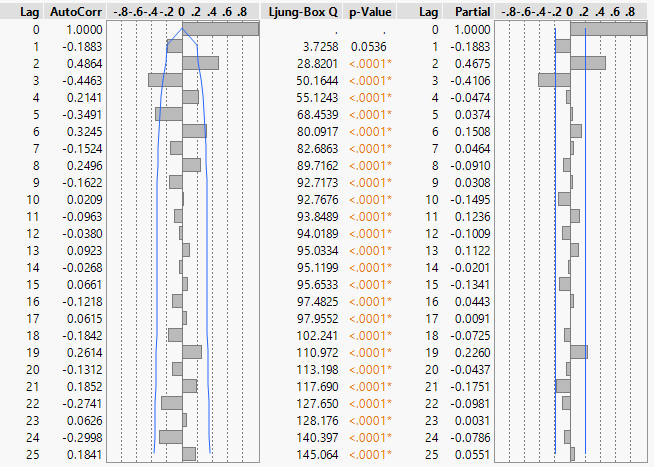 Lag AutoCorr -.8-.6-.4-.2 0 .2 .4 .6 .8 Ljung-Box Q p-Value Lag Partial -.8-.6-.4-.2 0 .2 .4 .6 .8
0 1.0000 . . 0 1.0000
1 -0.1883 3.7258 0.0536 1 -0.1883
2 0.4864 28.8201 <.0001* 2 0.4675
3 -0.4463 50.1644 <.0001* 3 -0.4106
4 0.2141 55.1243 <.0001* 4 -0.0474
5 -0.3491 68.4539 <.0001* 5 0.0374
6 0.3245 80.0917 <.0001* 6 0.1508
7 -0.1524 82.6863 <.0001* 7 0.0464
8 0.2496 89.7162 <.0001* 8 -0.0910
9 -0.1622 92.7173 <.0001* 9 0.0308
10 0.0209 92.7676 <.0001* 10 -0.1495
11 -0.0963 93.8489 <.0001* 11 0.1236
12 -0.0380 94.0189 <.0001* 12 -0.1009
13 0.0923 95.0334 <.0001* 13 0.1122
14 -0.0268 95.1199 <.0001* 14 -0.0201
15 0.0661 95.6533 <.0001* 15 -0.1341
16 -0.1218 97.4825 <.0001* 16 0.0443
17 0.0615 97.9552 <.0001* 17 0.0091
18 -0.1842 102.241 <.0001* 18 -0.0725
19 0.2614 110.972 <.0001* 19 0.2260
20 -0.1312 113.198 <.0001* 20 -0.0437
21 0.1852 117.690 <.0001* 21 -0.1751
22 -0.2741 127.650 <.0001* 22 -0.0981
23 0.0626 128.176 <.0001* 23 0.0031
24 -0.2998 140.397 <.0001* 24 -0.0786
25 0.1841 145.064 <.0001* 25 0.0551